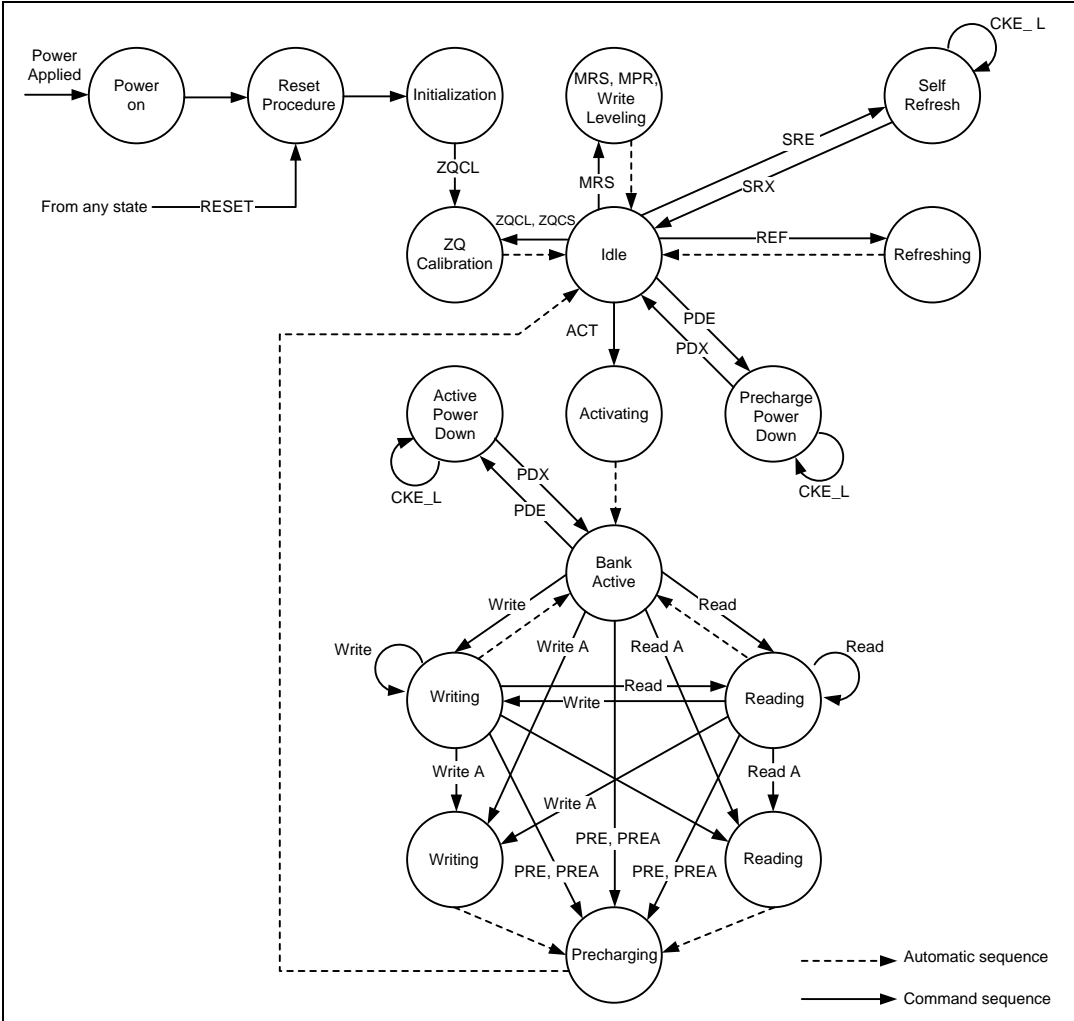 Power
Applied
Power
on
Reset
Procedure
Initialization
MRS, MPR,
Write
Leveling
CKE_ L
Self
Refresh
SRE
SRX
ZQCL
MRS
From any state
RESET
ZQCL, ZQCS
ZQ
Calibration
Idle
REF
Refreshing
PDE
PDX
ACT
Active
Power
Down
Activating
Precharge
Power
Down
CKE_L
CKE_L
PDX
PDE
Bank
Active
Write
Read
Write
Write A
Read A
Read
Writing
Read
Write
Reading
Write A
Read A
Write A
Writing
PRE, PREA
Reading
PRE, PREA
PRE, PREA
Precharging
Automatic sequence
Command sequence